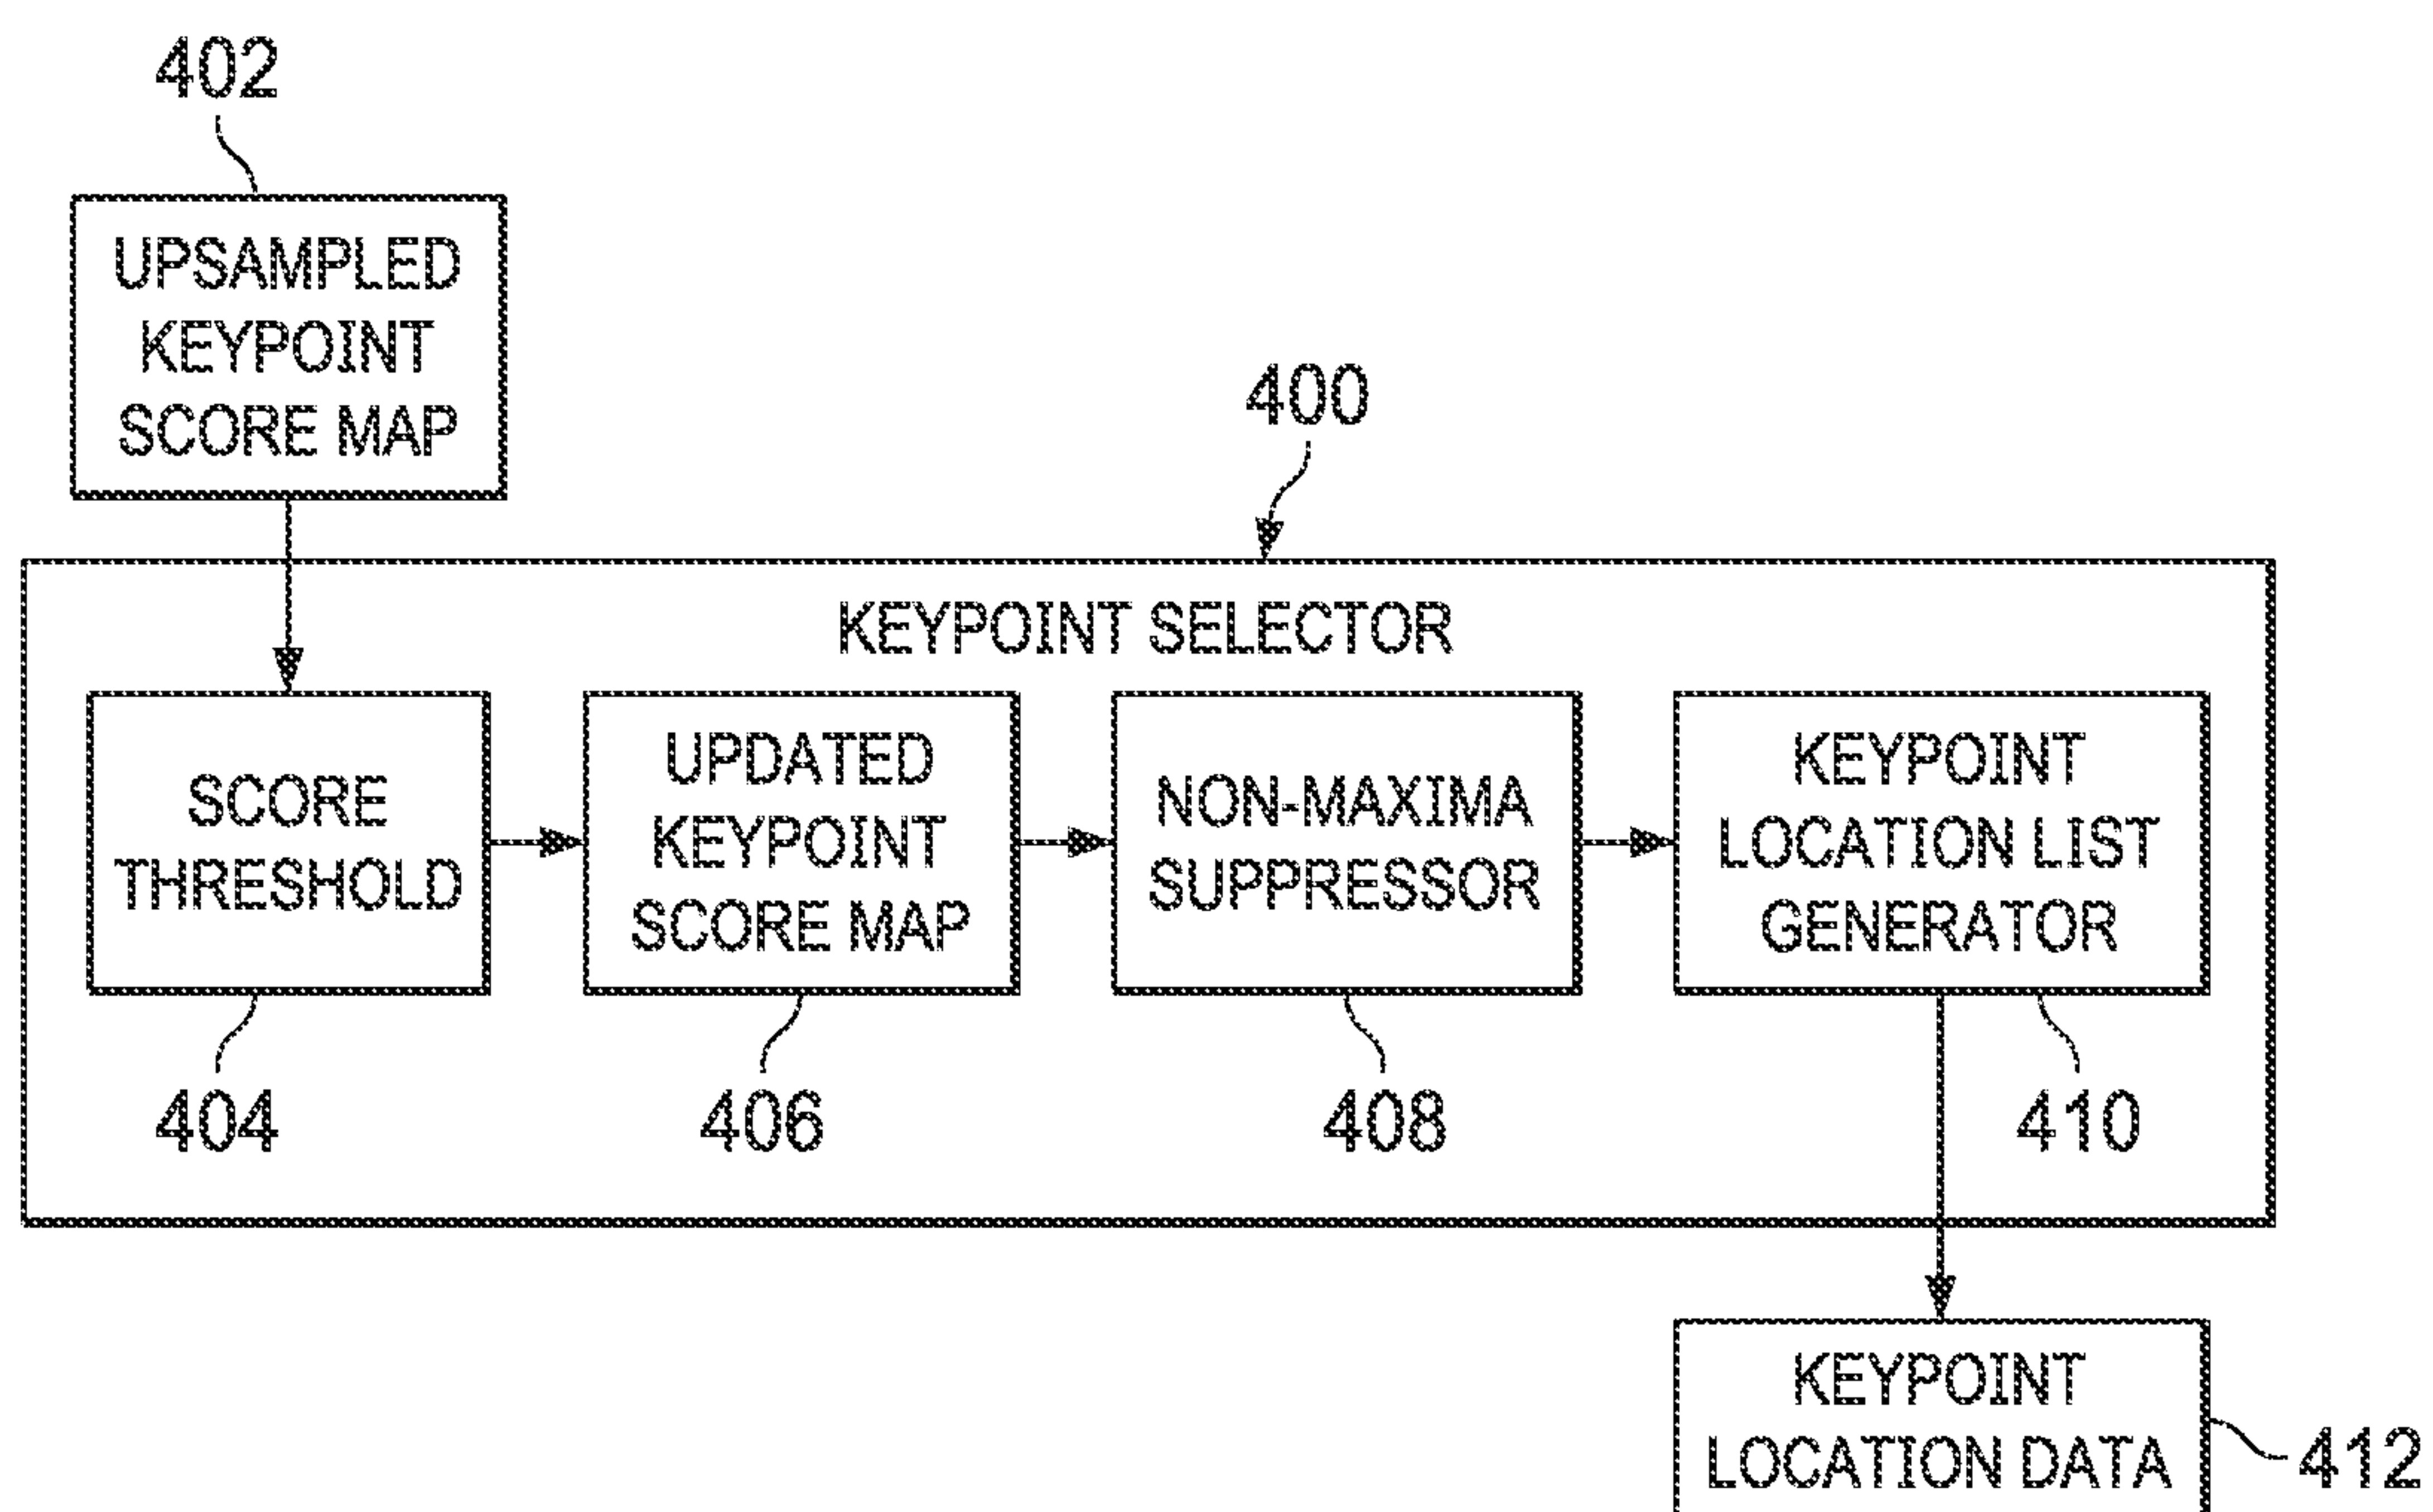 402
UPSAMPLED
KEYPOINT
SCORE MAP
400
KEYPOINT SELECTOR
SCORE
THRESHOLD
UPDATED
KEYPOINT
SCORE MAP
NON-MAXIMA
SUPPRESSOR
KEYPOINT
LOCATION LIST
GENERATOR
404
406
408
410
KEYPOINT
LOCATION DATA
412